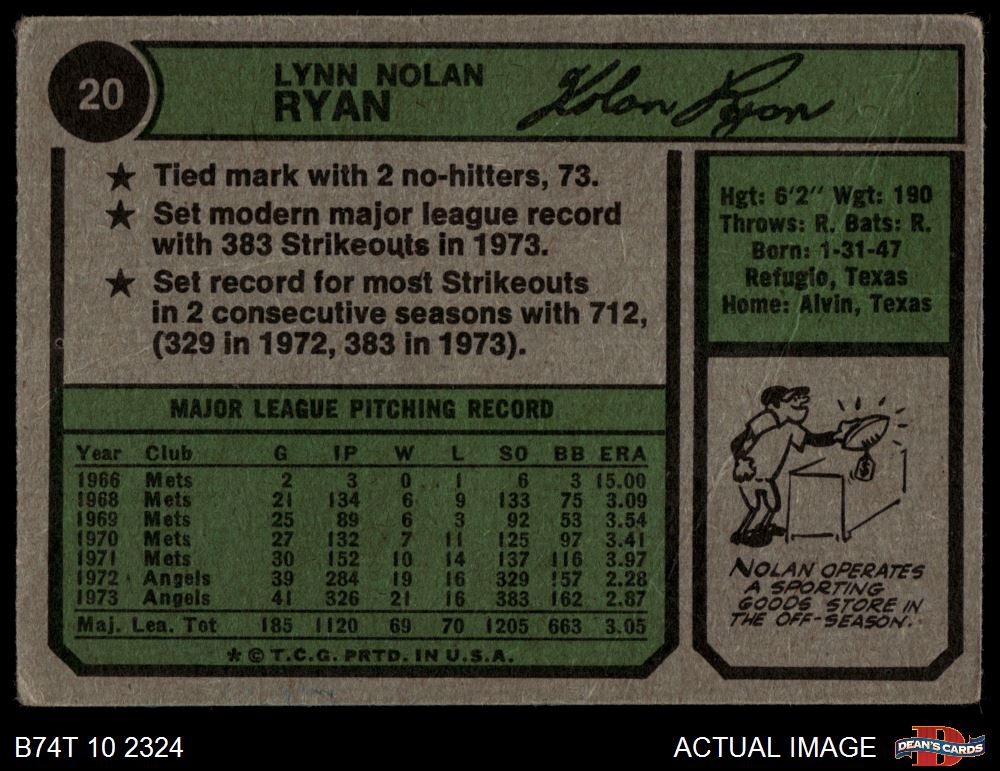 20
LYNN NOLAN
RYAN
Nolan Ryan
★ Tied mark with 2 no-hitters, 73.
★ Set modern major league record
with 383 Strikeouts in 1973.
★ Set record for most Strikeouts
in 2 consecutive seasons with 712,
(329 in 1972, 383 in 1973).
Hgt: 6'2" Wgt: 190
Throws: R. Bats: R.
Born: 1-31-47
Refugio, Texas
Home: Alvin, Texas
MAJOR LEAGUE PITCHING RECORD
Year Club G IP W L SO BB ERA
1966 Mets 2 3 0 1 6 3 15.00
1968 Mets 21 134 6 9 133 75 3.09
1969 Mets 25 89 6 3 92 53 3.54
1970 Mets 27 132 7 11 125 97 3.41
1971 Mets 30 152 10 14 137 116 3.97
1972 Angels 39 284 19 16 329 157 2.28
1973 Angels 41 326 21 16 383 162 2.87
Maj. Lea. Tot 185 1120 69 70 1205 663 3.05
* © T.C.G. PRTD. IN U.S.A.
$
NOLAN OPERATES
A SPORTING
GOODS STORE IN
THE OFF-SEASON.
B74T 10 2324
ACTUAL IMAGE
D
DEAN'S CARDS